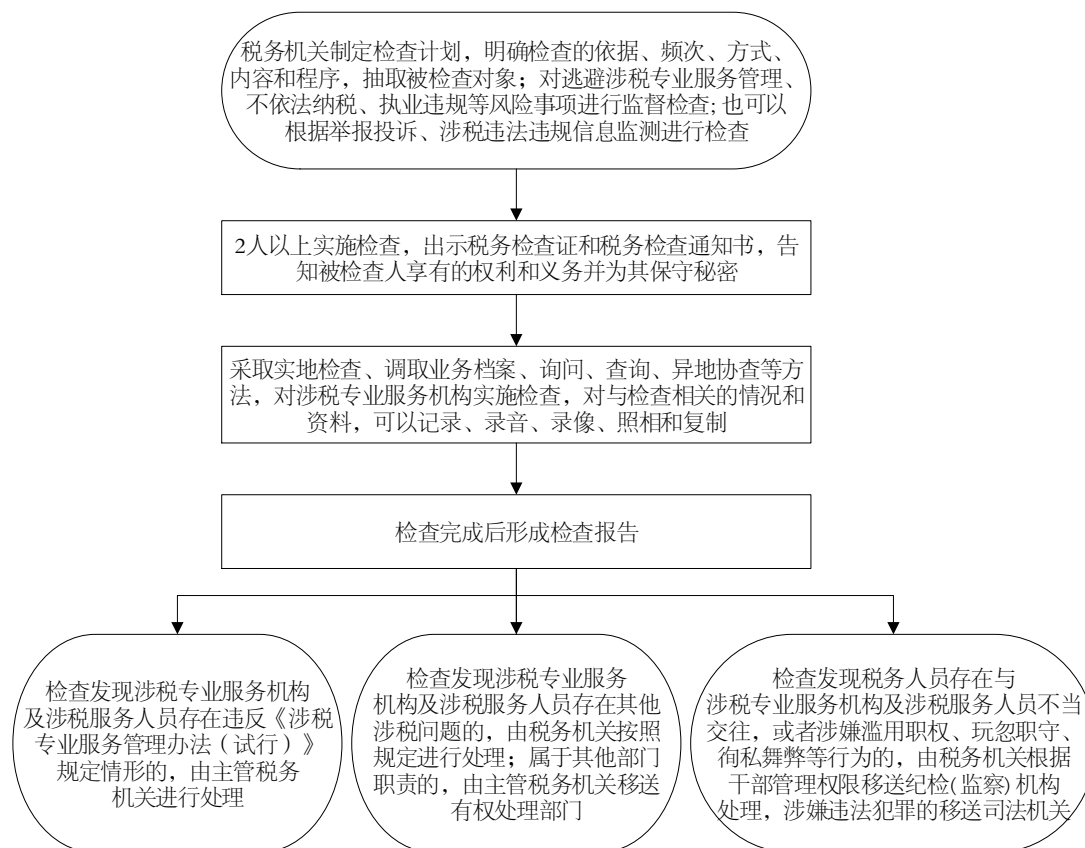 税务机关制定检查计划，明确检查的依据、频次、方式、
内容和程序，抽取被检查对象；对逃避涉税专业服务管理、
不依法纳税、执业违规等风险事项进行监督检查;也可以
根据举报投诉、涉税违法违规信息监测进行检查
2人以上实施检查，出示税务检查证和税务检查通知书，告
知被检查人享有的权利和义务并为其保守秘密
采取实地检查、调取业务档案、询问、查询、异地协查等方
法，对涉税专业服务机构实施检查，对与检查相关的情况和
资料，可以记录、录音、录像、照相和复制
检查完成后形成检查报告
检查发现涉税专业服务机构
及涉税服务人员存在违反《涉税
专业服务管理办法（试行）》
规定情形的，由主管税务
机关进行处理
检查发现涉税专业服务
机构及涉税服务人员存在其他
涉税问题的，由税务机关按照
规定进行处理；属于其他部门
职责的，由主管税务机关移送
有权处理部门
检查发现税务人员存在与
涉税专业服务机构及涉税服务人员不当
交往，或者涉嫌滥用职权、玩忽职守、
徇私舞弊等行为的，由税务机关根据
干部管理权限移送纪检(监察)机构
处理，涉嫌违法犯罪的移送司法机关